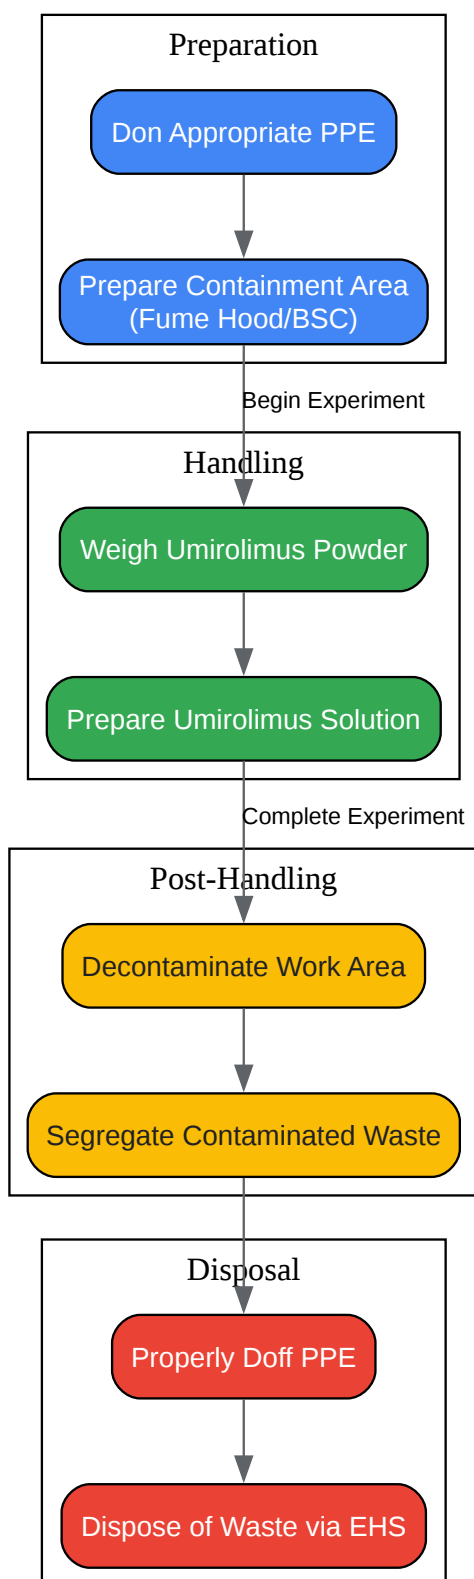 Preparation
Don Appropriate PPE
Prepare Containment Area
(Fume Hood/BSC)
Begin Experiment
Handling
Weigh Umirolimus Powder
Prepare Umirolimus Solution
Complete Experiment
Post-Handling
Decontaminate Work Area
Segregate Contaminated Waste
Disposal
Properly Doff PPE
Dispose of Waste via EHS